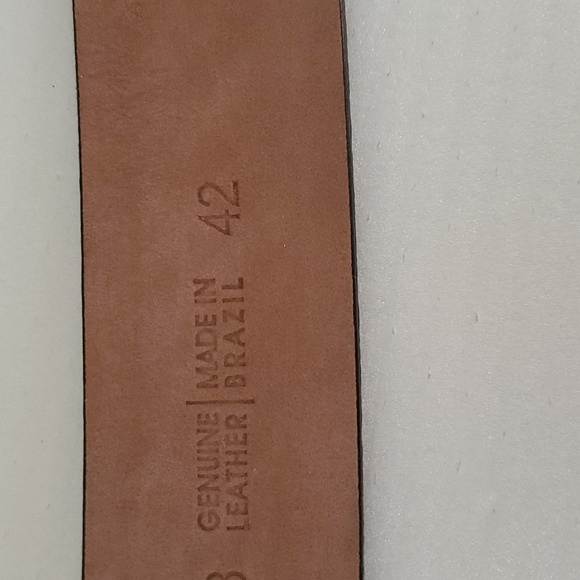 GENUINE | MADE IN 42
LEATHER | BRAZIL